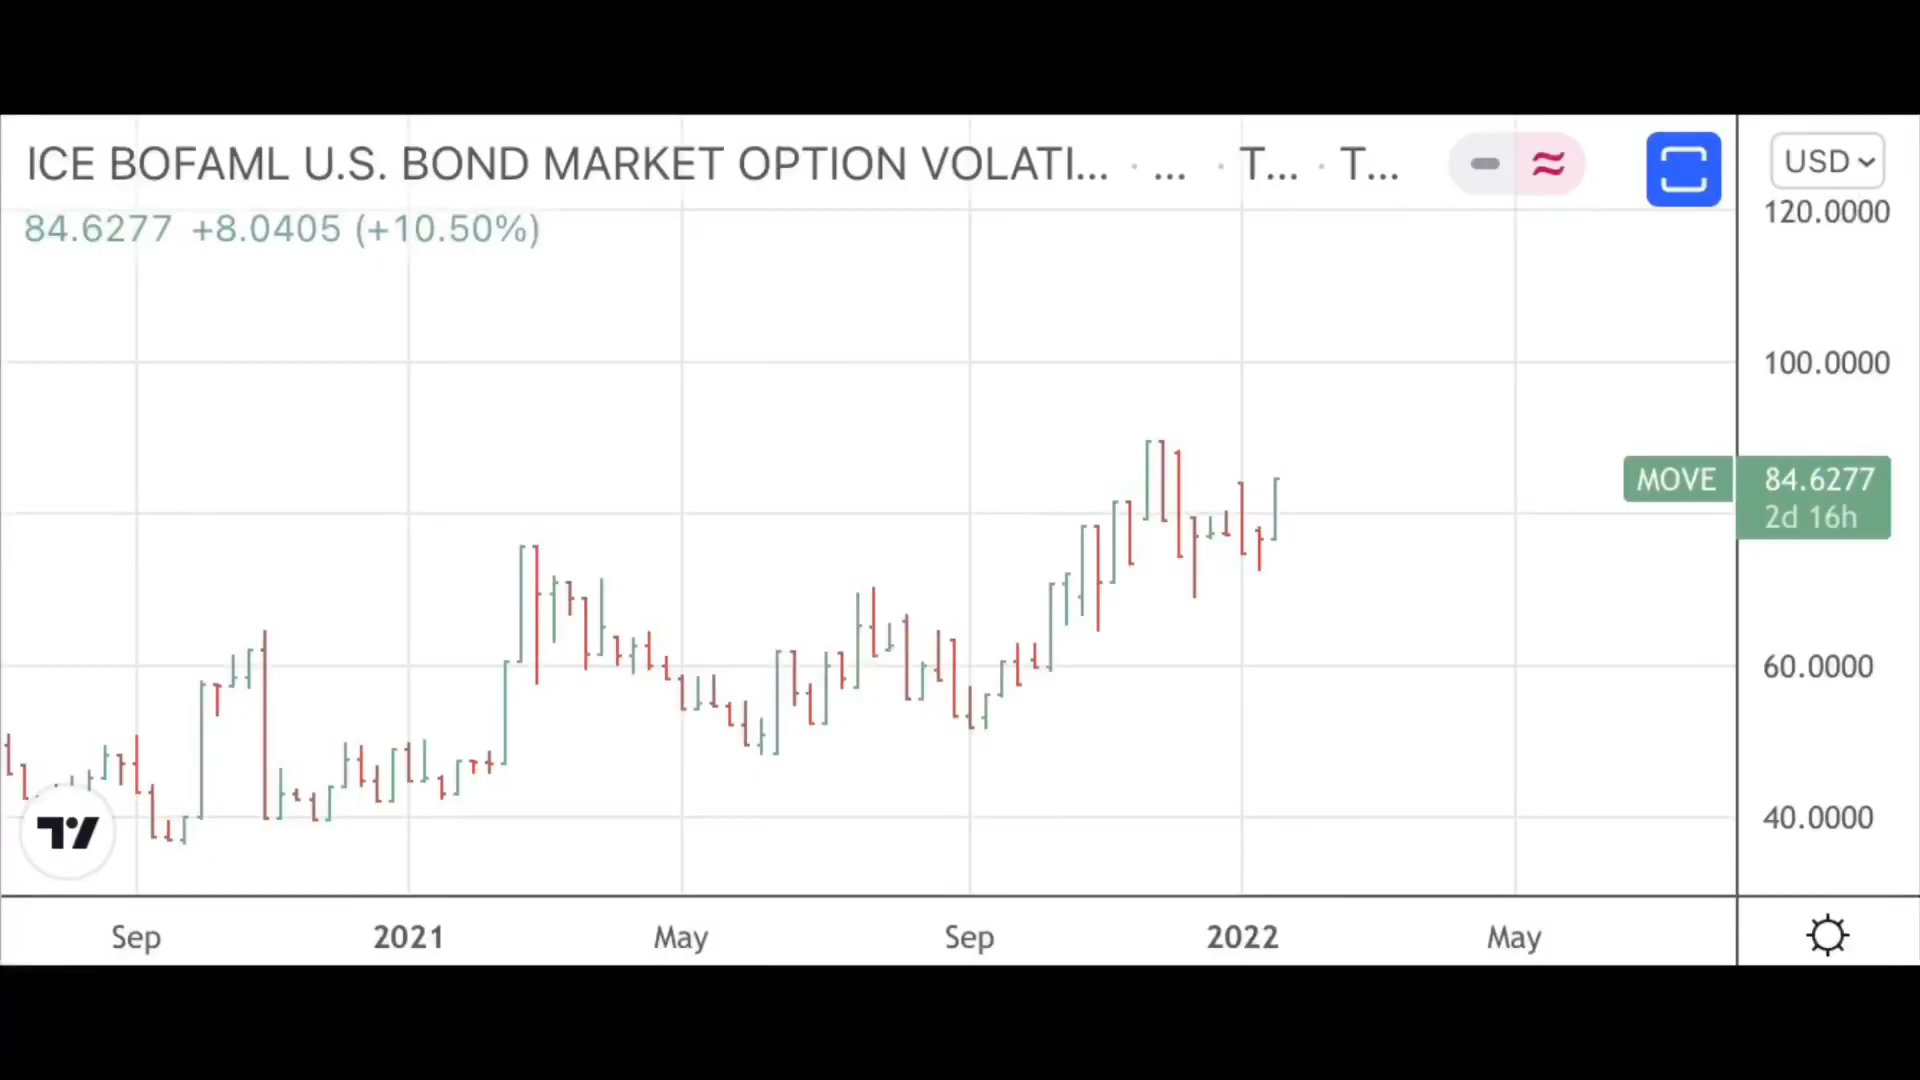 ICE BOFAML U.S. BOND MARKET OPTION VOLATI... · ... · T... · T...
84.6277 +8.0405 (+10.50%)
USD
120.0000
100.0000
MOVE 84.6277
2d 16h
60.0000
40.0000
Sep 2021 May Sep 2022 May